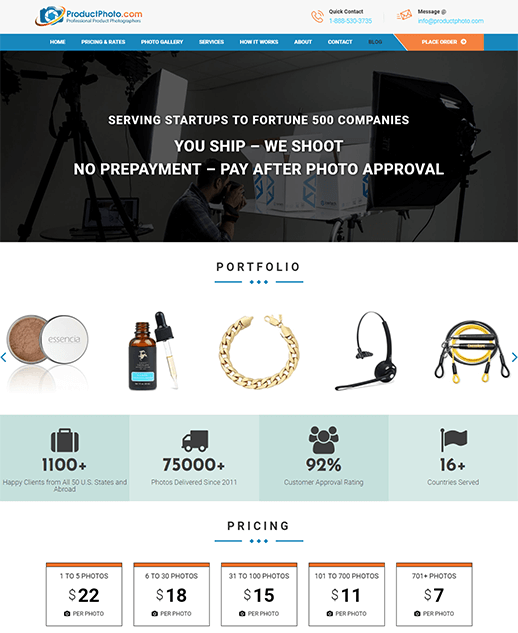 ProductPhoto.com
Professional Product Photographers
Quick Contact
1-888-530-3735
Message @
info@productphoto.com
HOME PRICING & RATES PHOTO GALLERY SERVICES HOW IT WORKS ABOUT CONTACT BLOG PLACE ORDER
SERVING STARTUPS TO FORTUNE 500 COMPANIES
YOU SHIP – WE SHOOT
NO PREPAYMENT – PAY AFTER PHOTO APPROVAL
PORTFOLIO
essencia
1100+
Happy Clients from All 50 U.S. States and
Abroad
75000+
Photos Delivered Since 2011
92%
Customer Approval Rating
16+
Countries Served
PRICING
1 TO 5 PHOTOS
$22
PER PHOTO
6 TO 30 PHOTOS
$18
PER PHOTO
31 TO 100 PHOTOS
$15
PER PHOTO
101 TO 700 PHOTOS
$11
PER PHOTO
701+ PHOTOS
$7
PER PHOTO